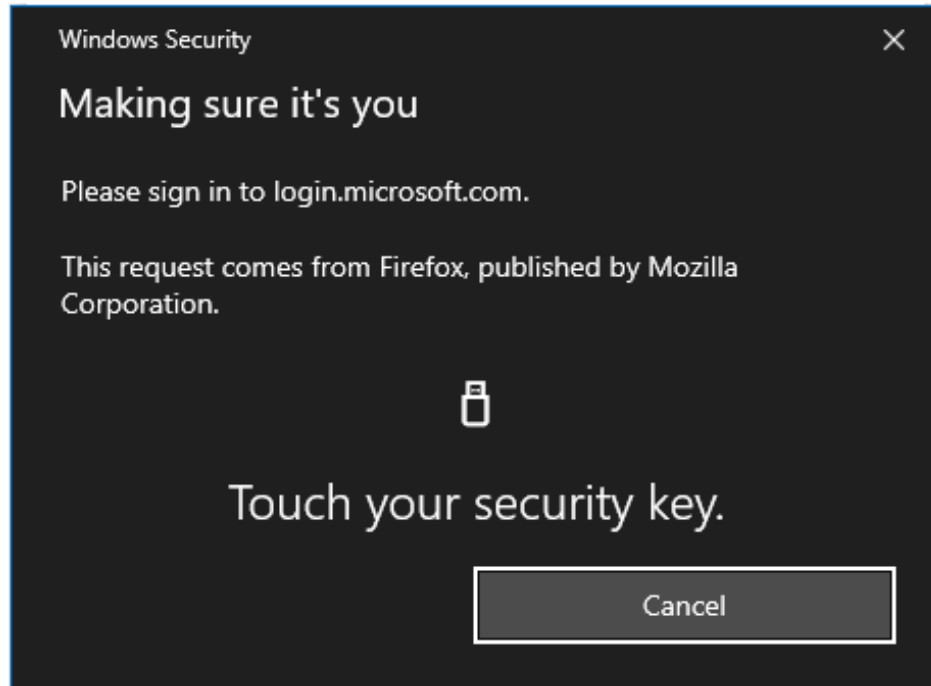 Windows Security
Making sure it's you
Please sign in to login.microsoft.com.
This request comes from Firefox, published by Mozilla
Corporation.
Touch your security key.
Cancel